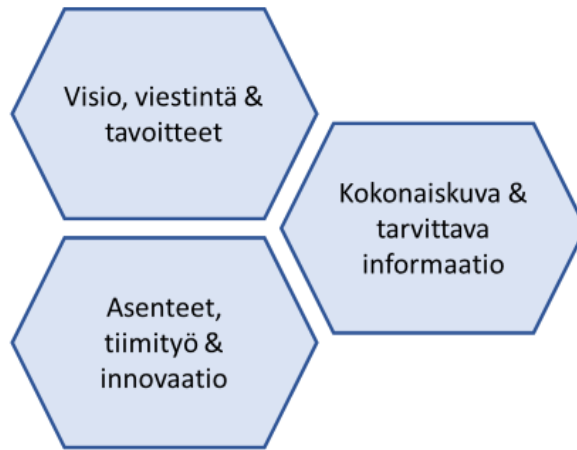 Visio, viestintä &
tavoitteet
Kokonaiskuva &
tarvittava
informaatio
Asenteet,
tiimityö &
innovaatio